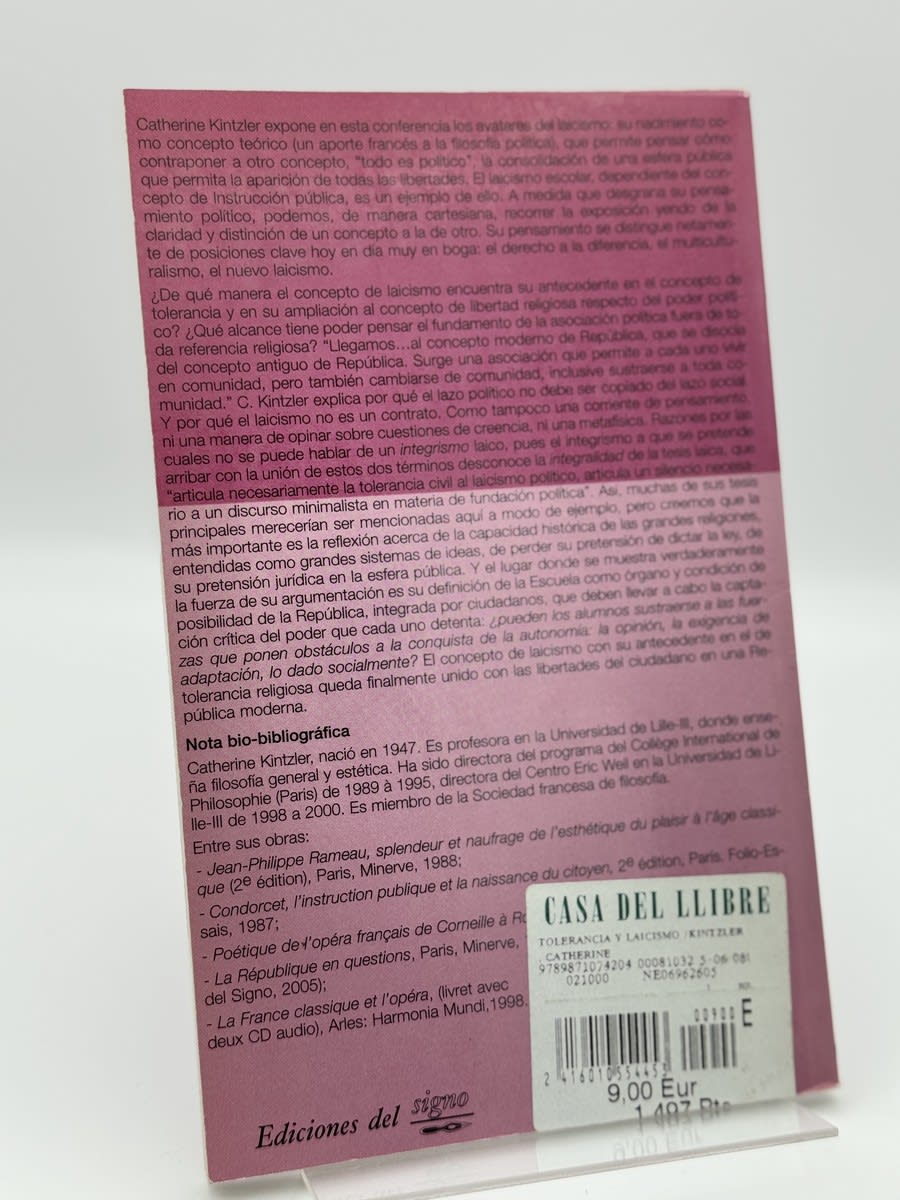 Catherine Kintzler expone en esta conferencia los avatares del laicismo: su nacimiento co-
mo concepto teórico (un aporte francés a la filosofía política), que permite pensar cómo
contraponer a otro concepto, "todo es político", la consolidación de una esfera pública
que permita la aparición de todas las libertades. El laicismo escolar, dependiente del con-
cepto de Instrucción pública, es un ejemplo de ello. A medida que desgrana su pensa-
miento político, podemos, de manera cartesiana, recorrer la exposición yendo de la
claridad y distinción de un concepto a la de otro. Su pensamiento se distingue netamen-
te de posiciones clave hoy en día muy en boga: el derecho a la diferencia, el multicultu-
ralismo, el nuevo laicismo.
¿De qué manera el concepto de laicismo encuentra su antecedente en el concepto de
tolerancia y en su ampliación al concepto de libertad religiosa respecto del poder políti-
co? ¿Qué alcance tiene poder pensar el fundamento de la asociación política fuera de to-
da referencia religiosa? "Llegamos...al concepto moderno de República, que se disocia
del concepto antiguo de República. Surge una asociación que permite a cada uno vivir
en comunidad, pero también cambiarse de comunidad, inclusive sustraerse a toda co-
munidad." C. Kintzler explica por qué el lazo político no debe ser copiado del lazo social.
Y por qué el laicismo no es un contrato. Como tampoco una corriente de pensamiento,
ni una manera de opinar sobre cuestiones de creencia, ni una metafísica. Razones por las
cuales no se puede hablar de un integrismo laico, pues el integrismo a que se pretende
arribar con la unión de estos dos términos desconoce la integralidad de la tesis laica, que
"articula necesariamente la tolerancia civil al laicismo político, articula un silencio necesa-
rio a un discurso minimalista en materia de fundación política". Así, muchas de sus tesis
principales merecerían ser mencionadas aquí a modo de ejemplo, pero creemos que la
más importante es la reflexión acerca de la capacidad histórica de las grandes religiones,
entendidas como grandes sistemas de ideas, de perder su pretensión de dictar la ley, de
su pretensión jurídica en la esfera pública. Y el lugar donde se muestra verdaderamente
la fuerza de su argumentación es su definición de la Escuela como órgano y condición de
posibilidad de la República, integrada por ciudadanos, que deben llevar a cabo la capta-
ción crítica del poder que cada uno detenta: ¿pueden los alumnos sustraerse a las fuer-
zas que ponen obstáculos a la conquista de la autonomía: la opinión, la exigencia de
adaptación, lo dado socialmente? El concepto de laicismo con su antecedente en el de
tolerancia religiosa queda finalmente unido con las libertades del ciudadano en una Re-
pública moderna.
Nota bio-bibliográfica
Catherine Kintzler, nació en 1947. Es profesora en la Universidad de Lille-III, donde ense-
ña filosofía general y estética. Ha sido directora del programa del Collège International de
Philosophie (Paris) de 1989 à 1995, directora del Centro Eric Weil en la Universidad de Li-
lle-III de 1998 a 2000. Es miembro de la Sociedad francesa de filosofía.
Entre sus obras:
- Jean-Philippe Rameau, splendeur et naufrage de l'esthétique du plaisir à l'âge classi-
que (2e édition), Paris, Minerve, 1988;
- Condorcet, l'instruction publique et la naissance du citoyen, 2e édition, Paris. Folio-Es-
sais, 1987;
- Poétique de l'opéra français de Corneille à Ro
- La République en questions, Paris, Minerve,
del Signo, 2005);
- La France classique et l'opéra, (livret avec
deux CD audio), Arles: Harmonia Mundi,1998.
Ediciones del signo
CASA DEL LLIBRE
TOLERANCIA Y LAICISMO /KINTZLER
CATHERINE
9789871074204 00081032 5-06 08
021000 NE06962605
00900 E
2 416010 554453
9,00 Eur
1.497 Pts